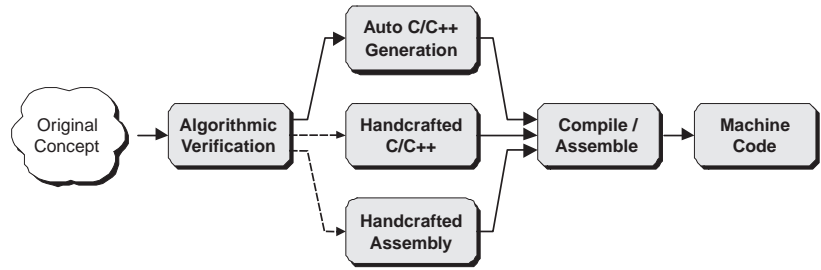 Original
Concept
Algorithmic
Verification
Auto C/C++
Generation
Handcrafted
C/C++
Handcrafted
Assembly
Compile /
Assemble
Machine
Code